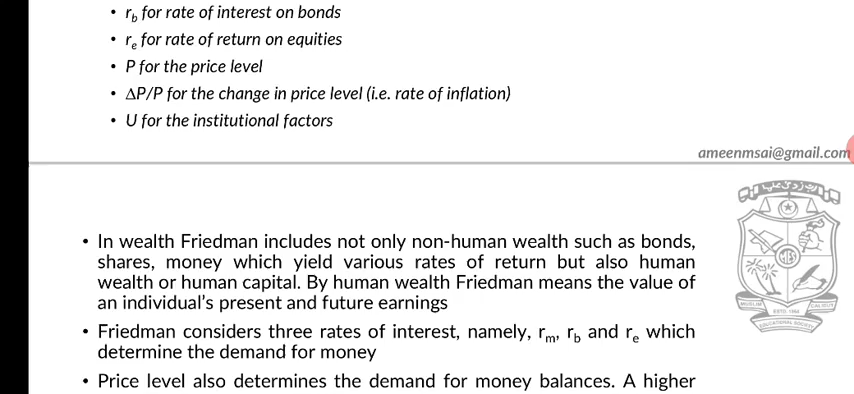 • r_b for rate of interest on bonds
• r_e for rate of return on equities
• P for the price level
• ΔP/P for the change in price level (i.e. rate of inflation)
• U for the institutional factors
ameenmsai@gmail.com
• In wealth Friedman includes not only non-human wealth such as bonds,
shares, money which yield various rates of return but also human
wealth or human capital. By human wealth Friedman means the value of
an individual's present and future earnings
• Friedman considers three rates of interest, namely, r_m, r_b and r_e which
determine the demand for money
• Price level also determines the demand for money balances. A higher
MES
MUSLIM
ESTD. 1964
CALICUT
EDUCATIONAL SOCIETY